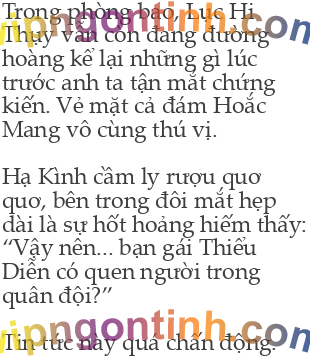 Trong phòng bao, Lục Hi
Thụy vẫn còn đang đường
hoàng kể lại những gì lúc
trước anh ta tận mắt chứng
kiến. Vẻ mặt cả đám Hoắc
Mang vô cùng thú vị.
Hạ Kình cầm ly rượu quơ
quơ, bên trong đôi mắt hẹp
dài là sự hốt hoảng hiếm thấy:
“Vậy nên... bạn gái Thiểu
Diễn có quen người trong
quân đội?”
Tin tức này quá chấn động.
vipngontinh.com
vipngontinh.com